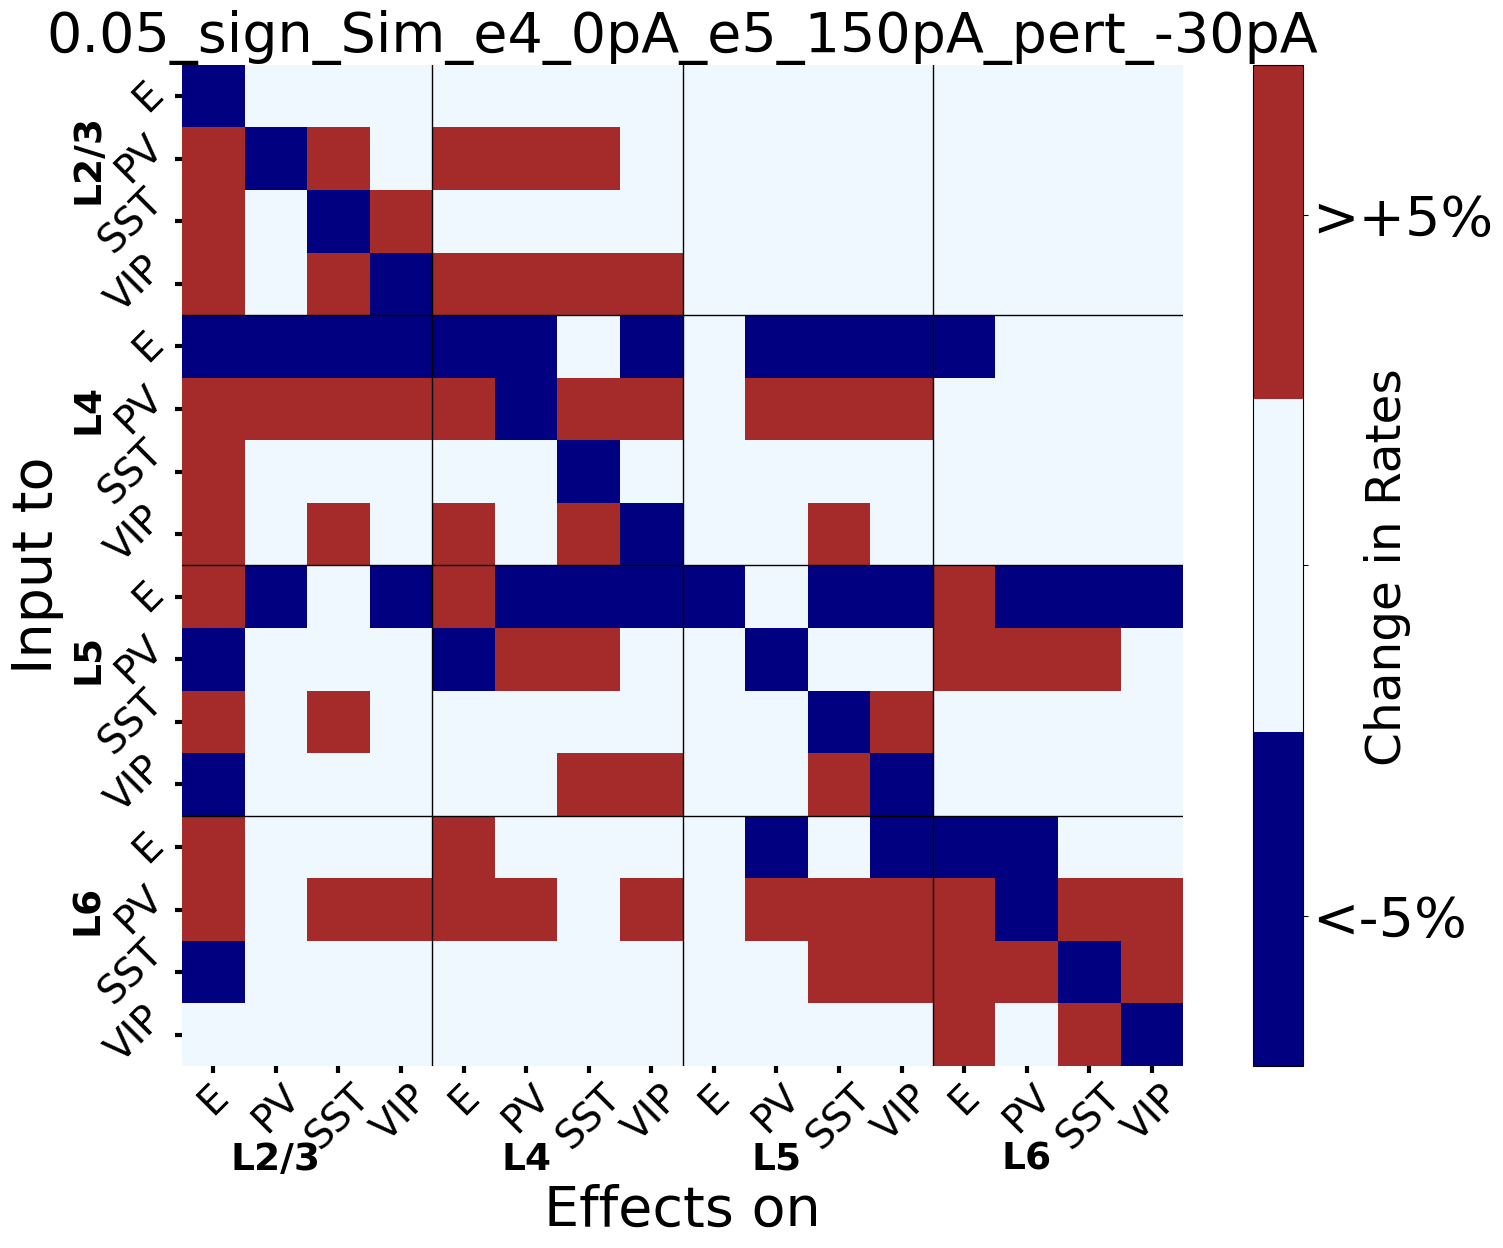 0.05_sign_Sim_e4_0pA_e5_150pA_pert_-30pA
Input to
L2/3
E
PV
SST
VIP
L4
E
PV
SST
VIP
L5
E
PV
SST
VIP
L6
E
PV
SST
VIP
E PV SST VIP E PV SST VIP E PV SST VIP E PV SST VIP
L2/3 L4 L5 L6
Effects on
>+5%
<-5%
Change in Rates